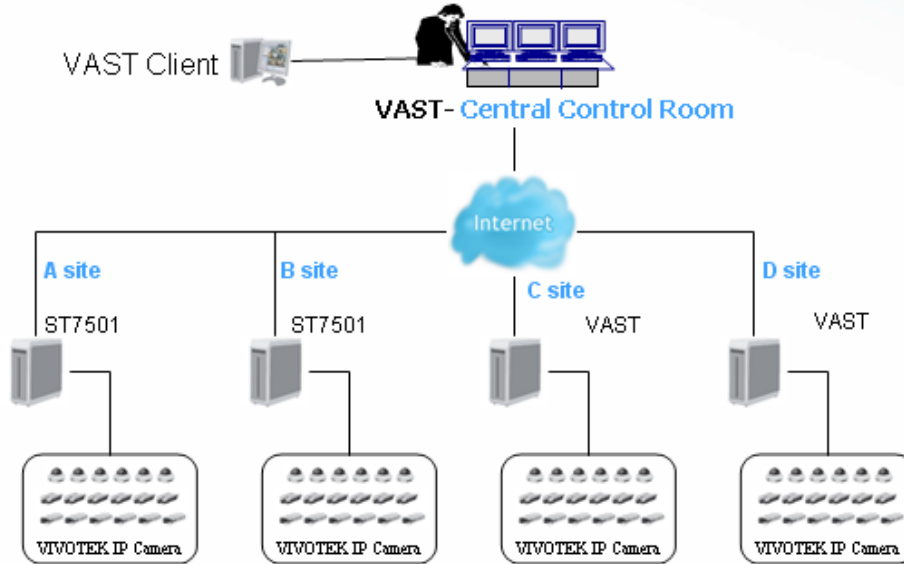 VAST Client
VAST- Central Control Room
Internet
A site
B site
C site
D site
ST7501
ST7501
VAST
VAST
VIVOTEK IP Camera
VIVOTEK IP Camera
VIVOTEK IP Camera
VIVOTEK IP Camera